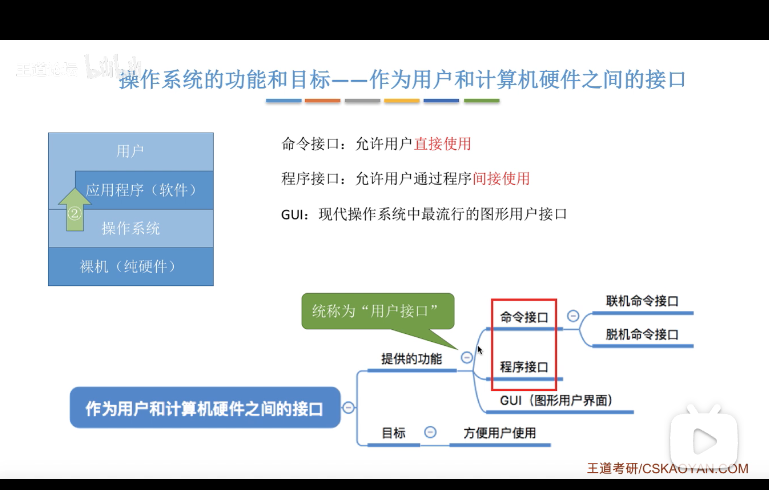 操作系统的功能和目标——作为用户和计算机硬件之间的接口
用户
应用程序（软件）
②
操作系统
裸机（纯硬件）
命令接口：允许用户直接使用
程序接口：允许用户通过程序间接使用
GUI：现代操作系统中最流行的图形用户接口
统称为“用户接口”
作为用户和计算机硬件之间的接口
提供的功能
命令接口
联机命令接口
脱机命令接口
程序接口
GUI（图形用户界面）
目标
方便用户使用
王道考研/CSKAOYAN.COM